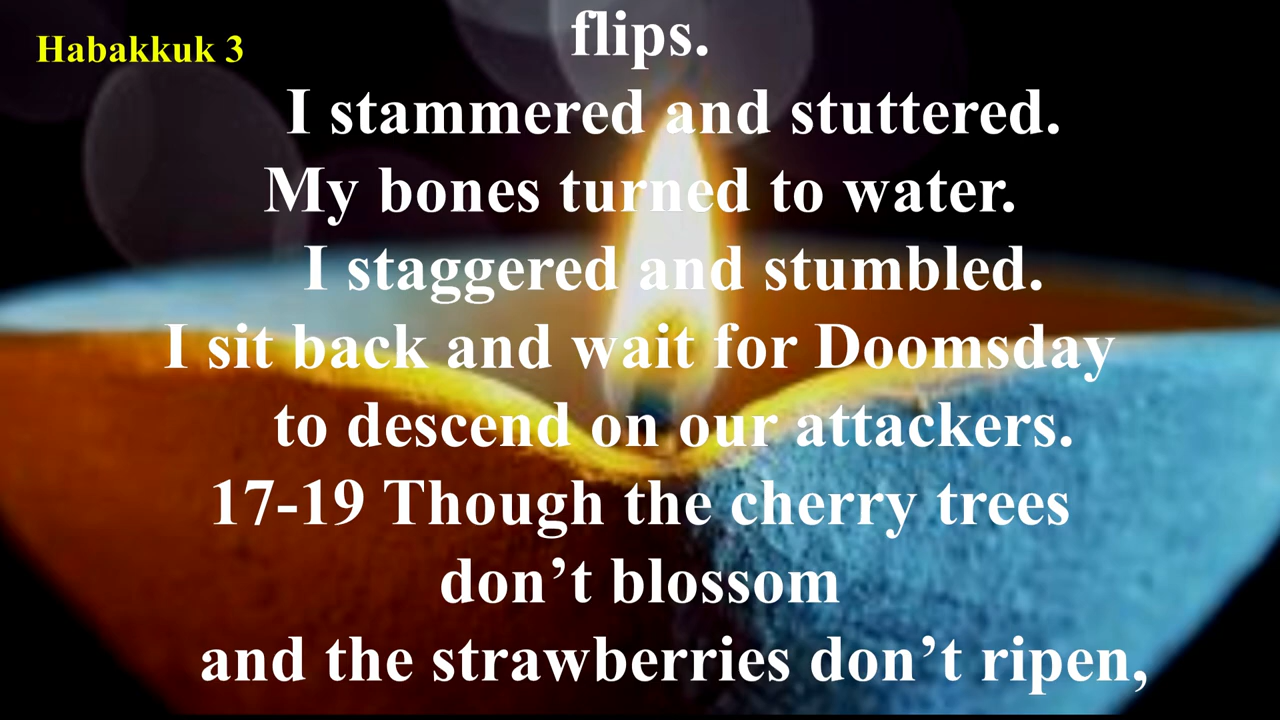 Habakkuk 3
flips.
I stammered and stuttered.
My bones turned to water.
I staggered and stumbled.
I sit back and wait for Doomsday
to descend on our attackers.
17-19 Though the cherry trees
don’t blossom
and the strawberries don’t ripen,